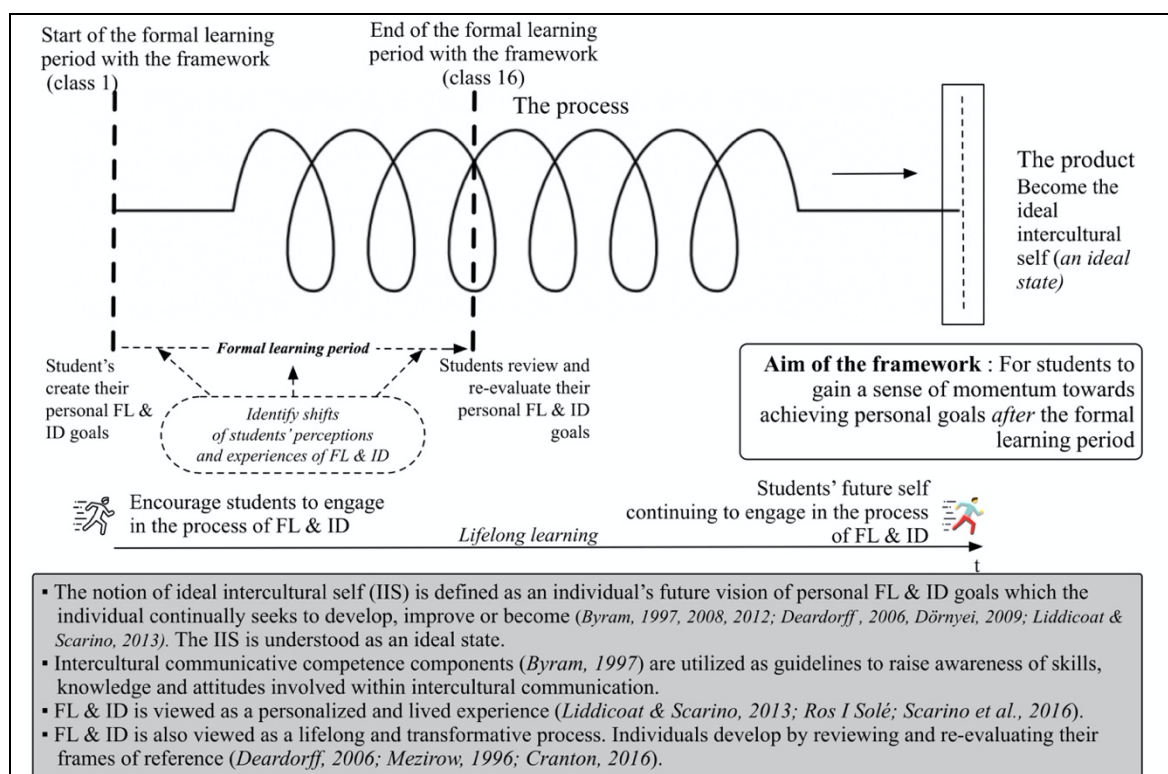 Start of the formal learning
period with the framework
(class 1)
End of the formal learning
period with the framework
(class 16)
The process
The product
Become the
ideal
intercultural
self (an ideal
state)
Formal learning period
Student's
create their
personal FL &
ID goals
Identify shifts
of students' perceptions
and experiences of FL & ID
Students review and
re-evaluate their
personal FL & ID
goals
Aim of the framework : For students to
gain a sense of momentum towards
achieving personal goals after the formal
learning period
Encourage students to engage
in the process of FL & ID
Lifelong learning
Students' future self
continuing to engage in the process
of FL & ID
t
▪ The notion of ideal intercultural self (IIS) is defined as an individual's future vision of personal FL & ID goals which the
individual continually seeks to develop, improve or become (Byram, 1997, 2008, 2012; Deardorff , 2006, Dörnyei, 2009; Liddicoat &
Scarino, 2013). The IIS is understood as an ideal state.
▪ Intercultural communicative competence components (Byram, 1997) are utilized as guidelines to raise awareness of skills,
knowledge and attitudes involved within intercultural communication.
▪ FL & ID is viewed as a personalized and lived experience (Liddicoat & Scarino, 2013; Ros I Solé; Scarino et al., 2016).
▪ FL & ID is also viewed as a lifelong and transformative process. Individuals develop by reviewing and re-evaluating their
frames of reference (Deardorff, 2006; Mezirow, 1996; Cranton, 2016).